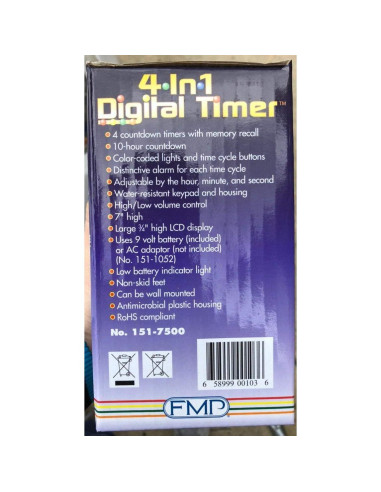 4-In-1
Digital Timer™
• 4 countdown timers with memory recall
• 10-hour countdown
• Color-coded lights and time cycle buttons
• Distinctive alarm for each time cycle
• Adjustable by the hour, minute, and second
• Water-resistant keypad and housing
• High/Low volume control
• 7" high
• Large ⅞" high LCD display
• Uses 9 volt battery (included)
or AC adaptor (not included)
(No. 151-1052)
• Low battery indicator light
• Non-skid feet
• Can be wall mounted
• Antimicrobial plastic housing
• RoHS compliant
No. 151-7500
6 58999 00103 6
FMP